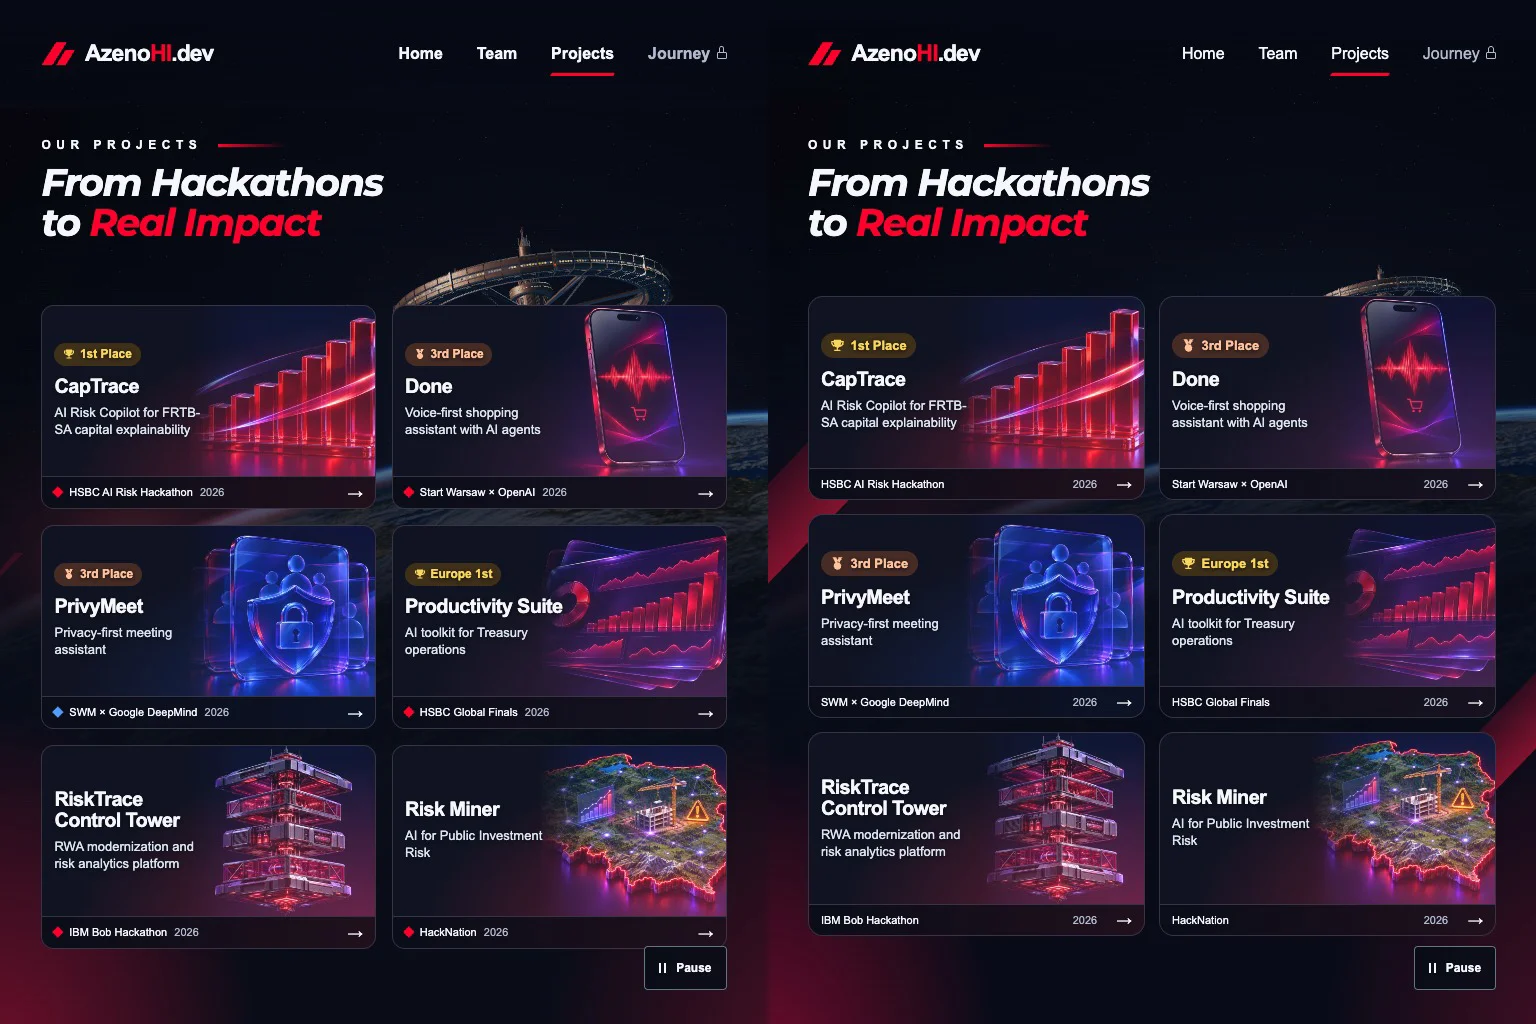 AzenoHI.dev
Home Team Projects Journey
OUR PROJECTS
From Hackathons
to Real Impact
1st Place
CapTrace
AI Risk Copilot for FRTB-
SA capital explainability
HSBC AI Risk Hackathon 2026 →
3rd Place
Done
Voice-first shopping
assistant with AI agents
Start Warsaw × OpenAI 2026 →
3rd Place
PrivyMeet
Privacy-first meeting
assistant
SWM × Google DeepMind 2026 →
Europe 1st
Productivity Suite
AI toolkit for Treasury
operations
HSBC Global Finals 2026 →
RiskTrace
Control Tower
RWA modernization and
risk analytics platform
IBM Bob Hackathon 2026 →
Risk Miner
AI for Public Investment
Risk
HackNation 2026 →
Pause
AzenoHI.dev
Home Team Projects Journey
OUR PROJECTS
From Hackathons
to Real Impact
1st Place
CapTrace
AI Risk Copilot for FRTB-
SA capital explainability
HSBC AI Risk Hackathon 2026 →
3rd Place
Done
Voice-first shopping
assistant with AI agents
Start Warsaw × OpenAI 2026 →
3rd Place
PrivyMeet
Privacy-first meeting
assistant
SWM × Google DeepMind 2026 →
Europe 1st
Productivity Suite
AI toolkit for Treasury
operations
HSBC Global Finals 2026 →
RiskTrace
Control Tower
RWA modernization and
risk analytics platform
IBM Bob Hackathon 2026 →
Risk Miner
AI for Public Investment
Risk
HackNation 2026 →
Pause